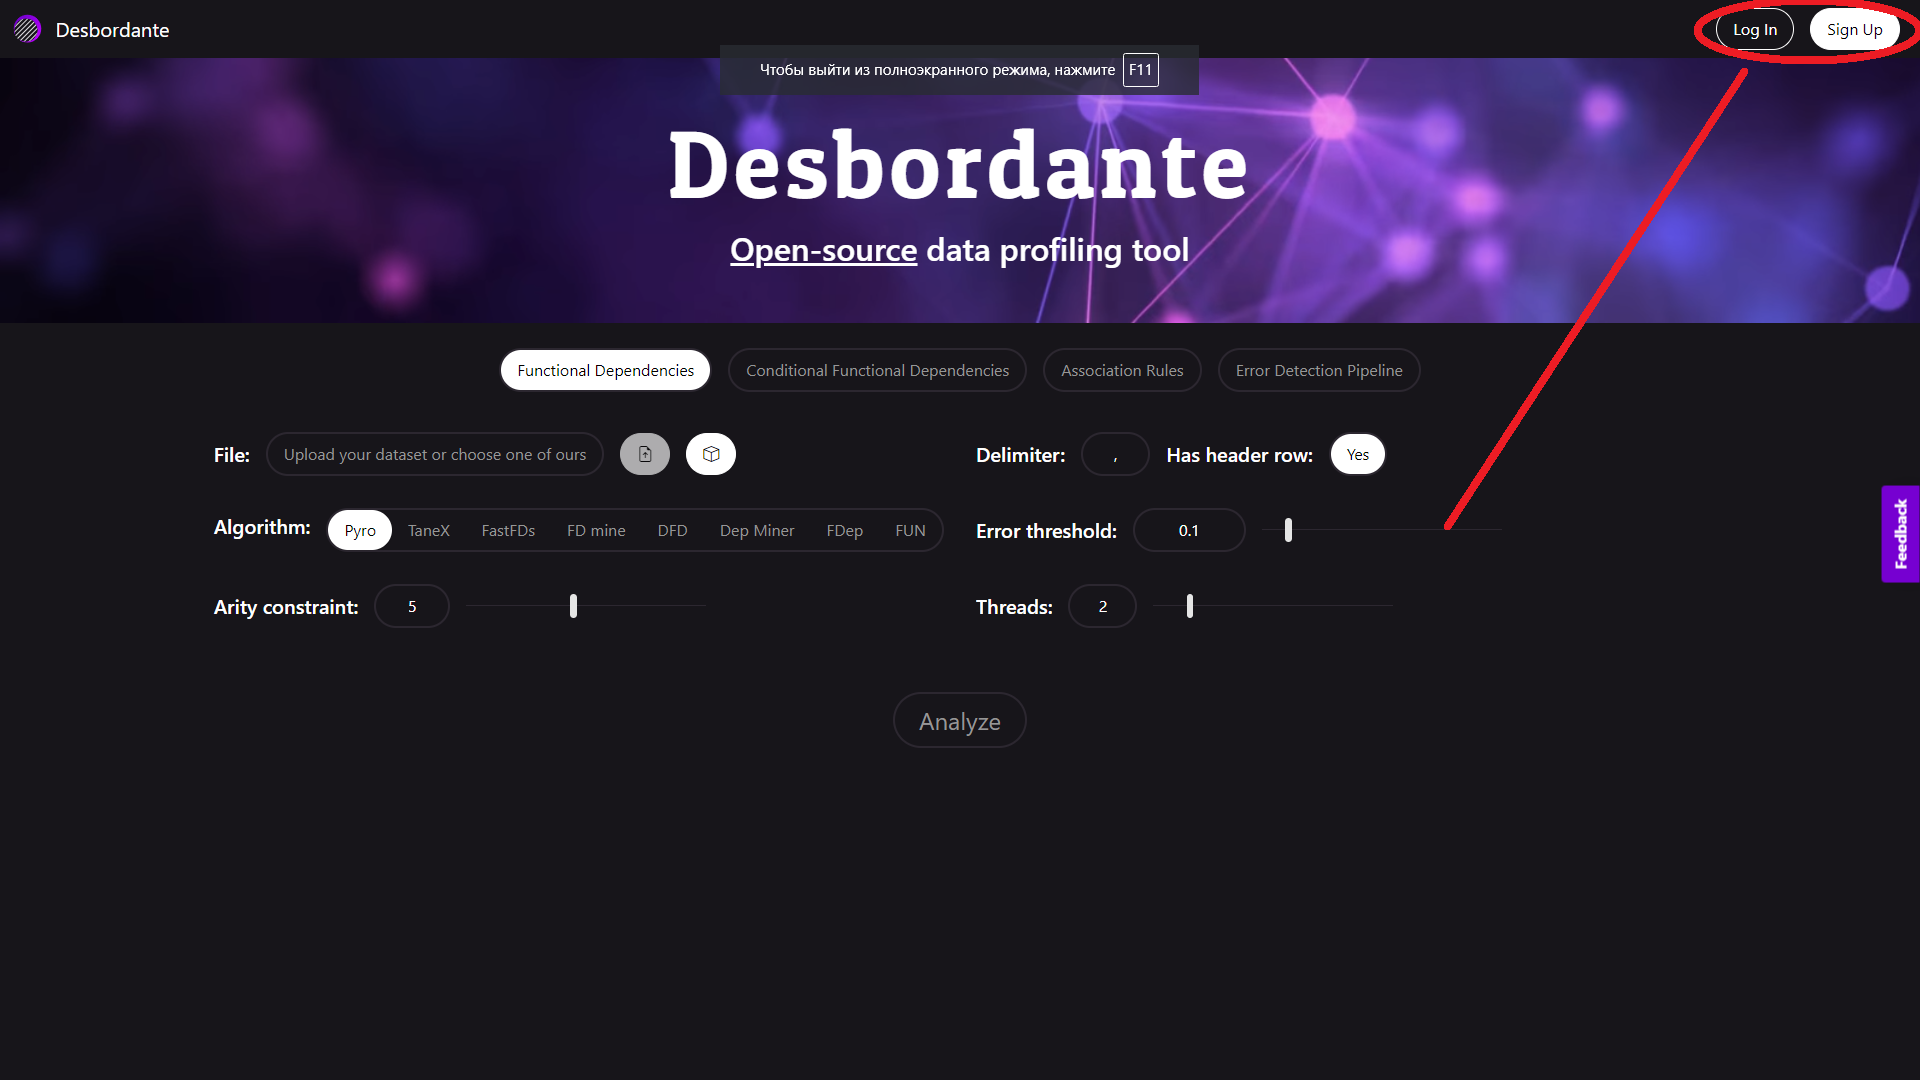 Desbordante
Log In
Sign Up
Чтобы выйти из полноэкранного режима, нажмите F11
Desbordante
Open-source data profiling tool
Functional Dependencies
Conditional Functional Dependencies
Association Rules
Error Detection Pipeline
File: Upload your dataset or choose one of ours
Delimiter: , Has header row: Yes
Algorithm: Pyro TaneX FastFDs FD mine DFD Dep Miner FDep FUN
Error threshold: 0.1
Arity constraint: 5
Threads: 2
Analyze
Feedback